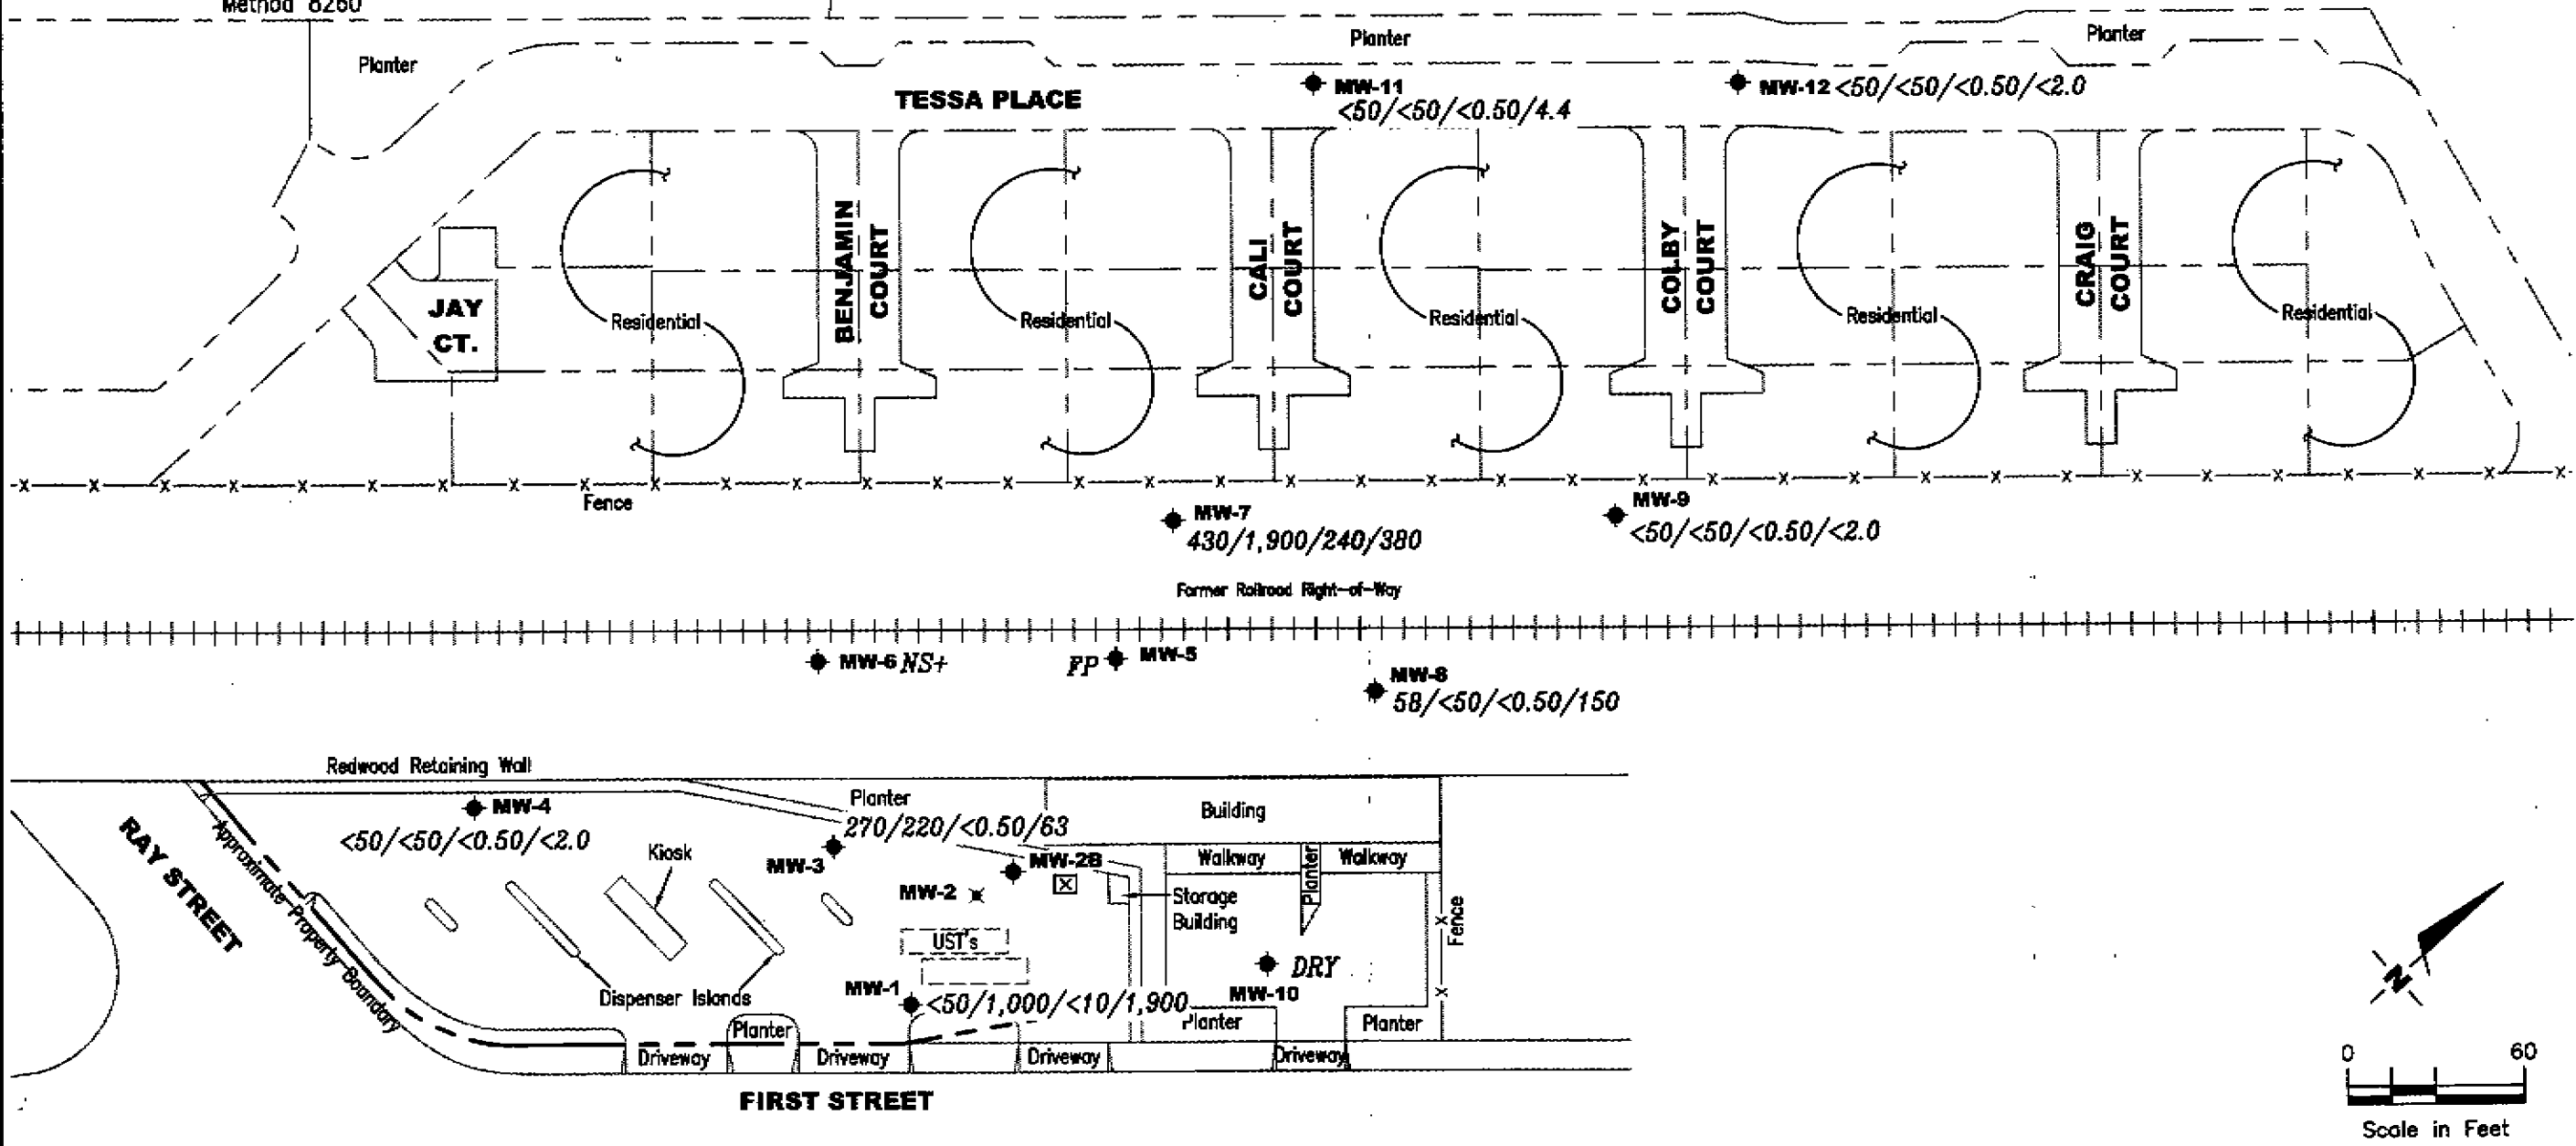 Method 8260
Planter
Planter
Planter
TESSA PLACE
MW-11
<50/<50/<0.50/4.4
MW-12 <50/<50/<0.50/<2.0
JAY
CT.
BENJAMIN
COURT
CALI
COURT
COLBY
COURT
CRAIG
COURT
Residential
Residential
Residential
Residential
Residential
Fence
MW-7
430/1,900/240/380
MW-9
<50/<50/<0.50/<2.0
Former Railroad Right-of-Way
MW-6 NS+
FP MW-5
MW-8
58/<50/<0.50/150
Redwood Retaining Wall
RAY STREET
Approximate Property Boundary
MW-4
<50/<50/<0.50/<2.0
Planter
270/220/<0.50/63
MW-3
Kiosk
MW-2B
MW-2
Building
Walkway
Planter
Walkway
Storage
Building
Fence
UST's
Dispenser Islands
MW-1
<50/1,000/<10/1,900
DRY
MW-10
Planter
Planter
Planter
Driveway
Driveway
Driveway
Driveway
FIRST STREET
N
0 60
Scale in Feet